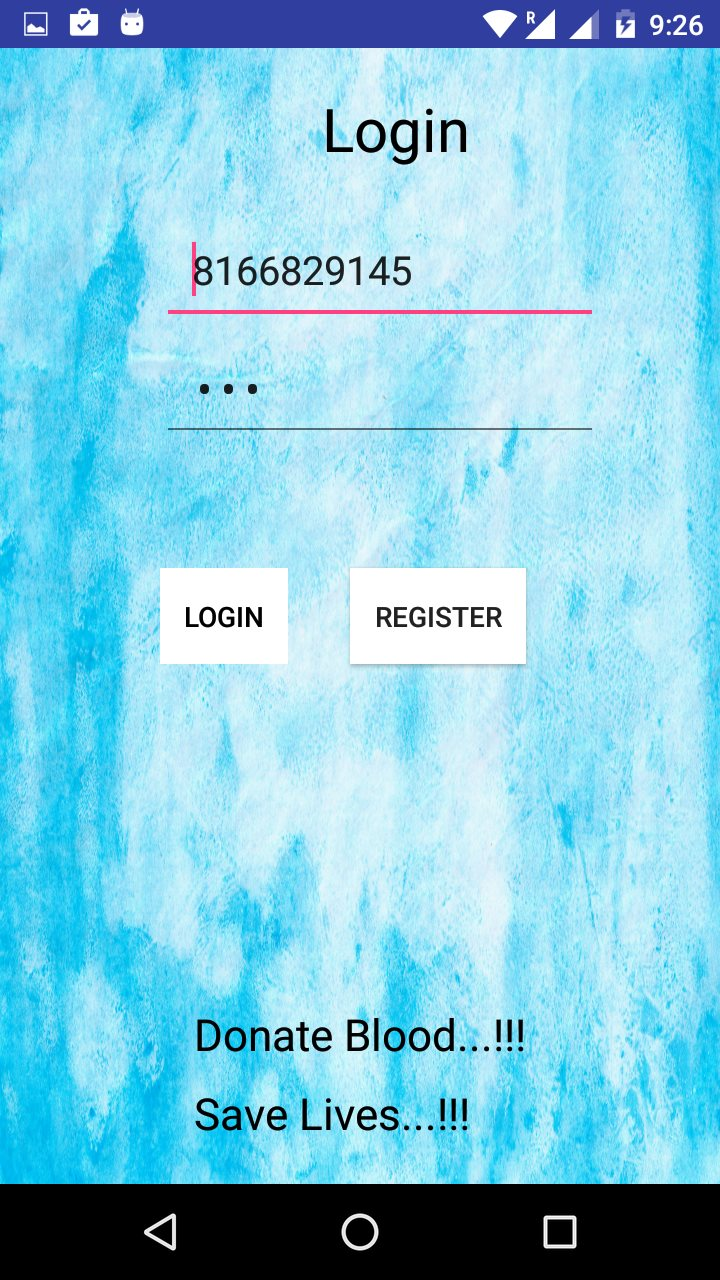 R 9:26
Login
8166829145
•••
LOGIN REGISTER
Donate Blood...!!!
Save Lives...!!!